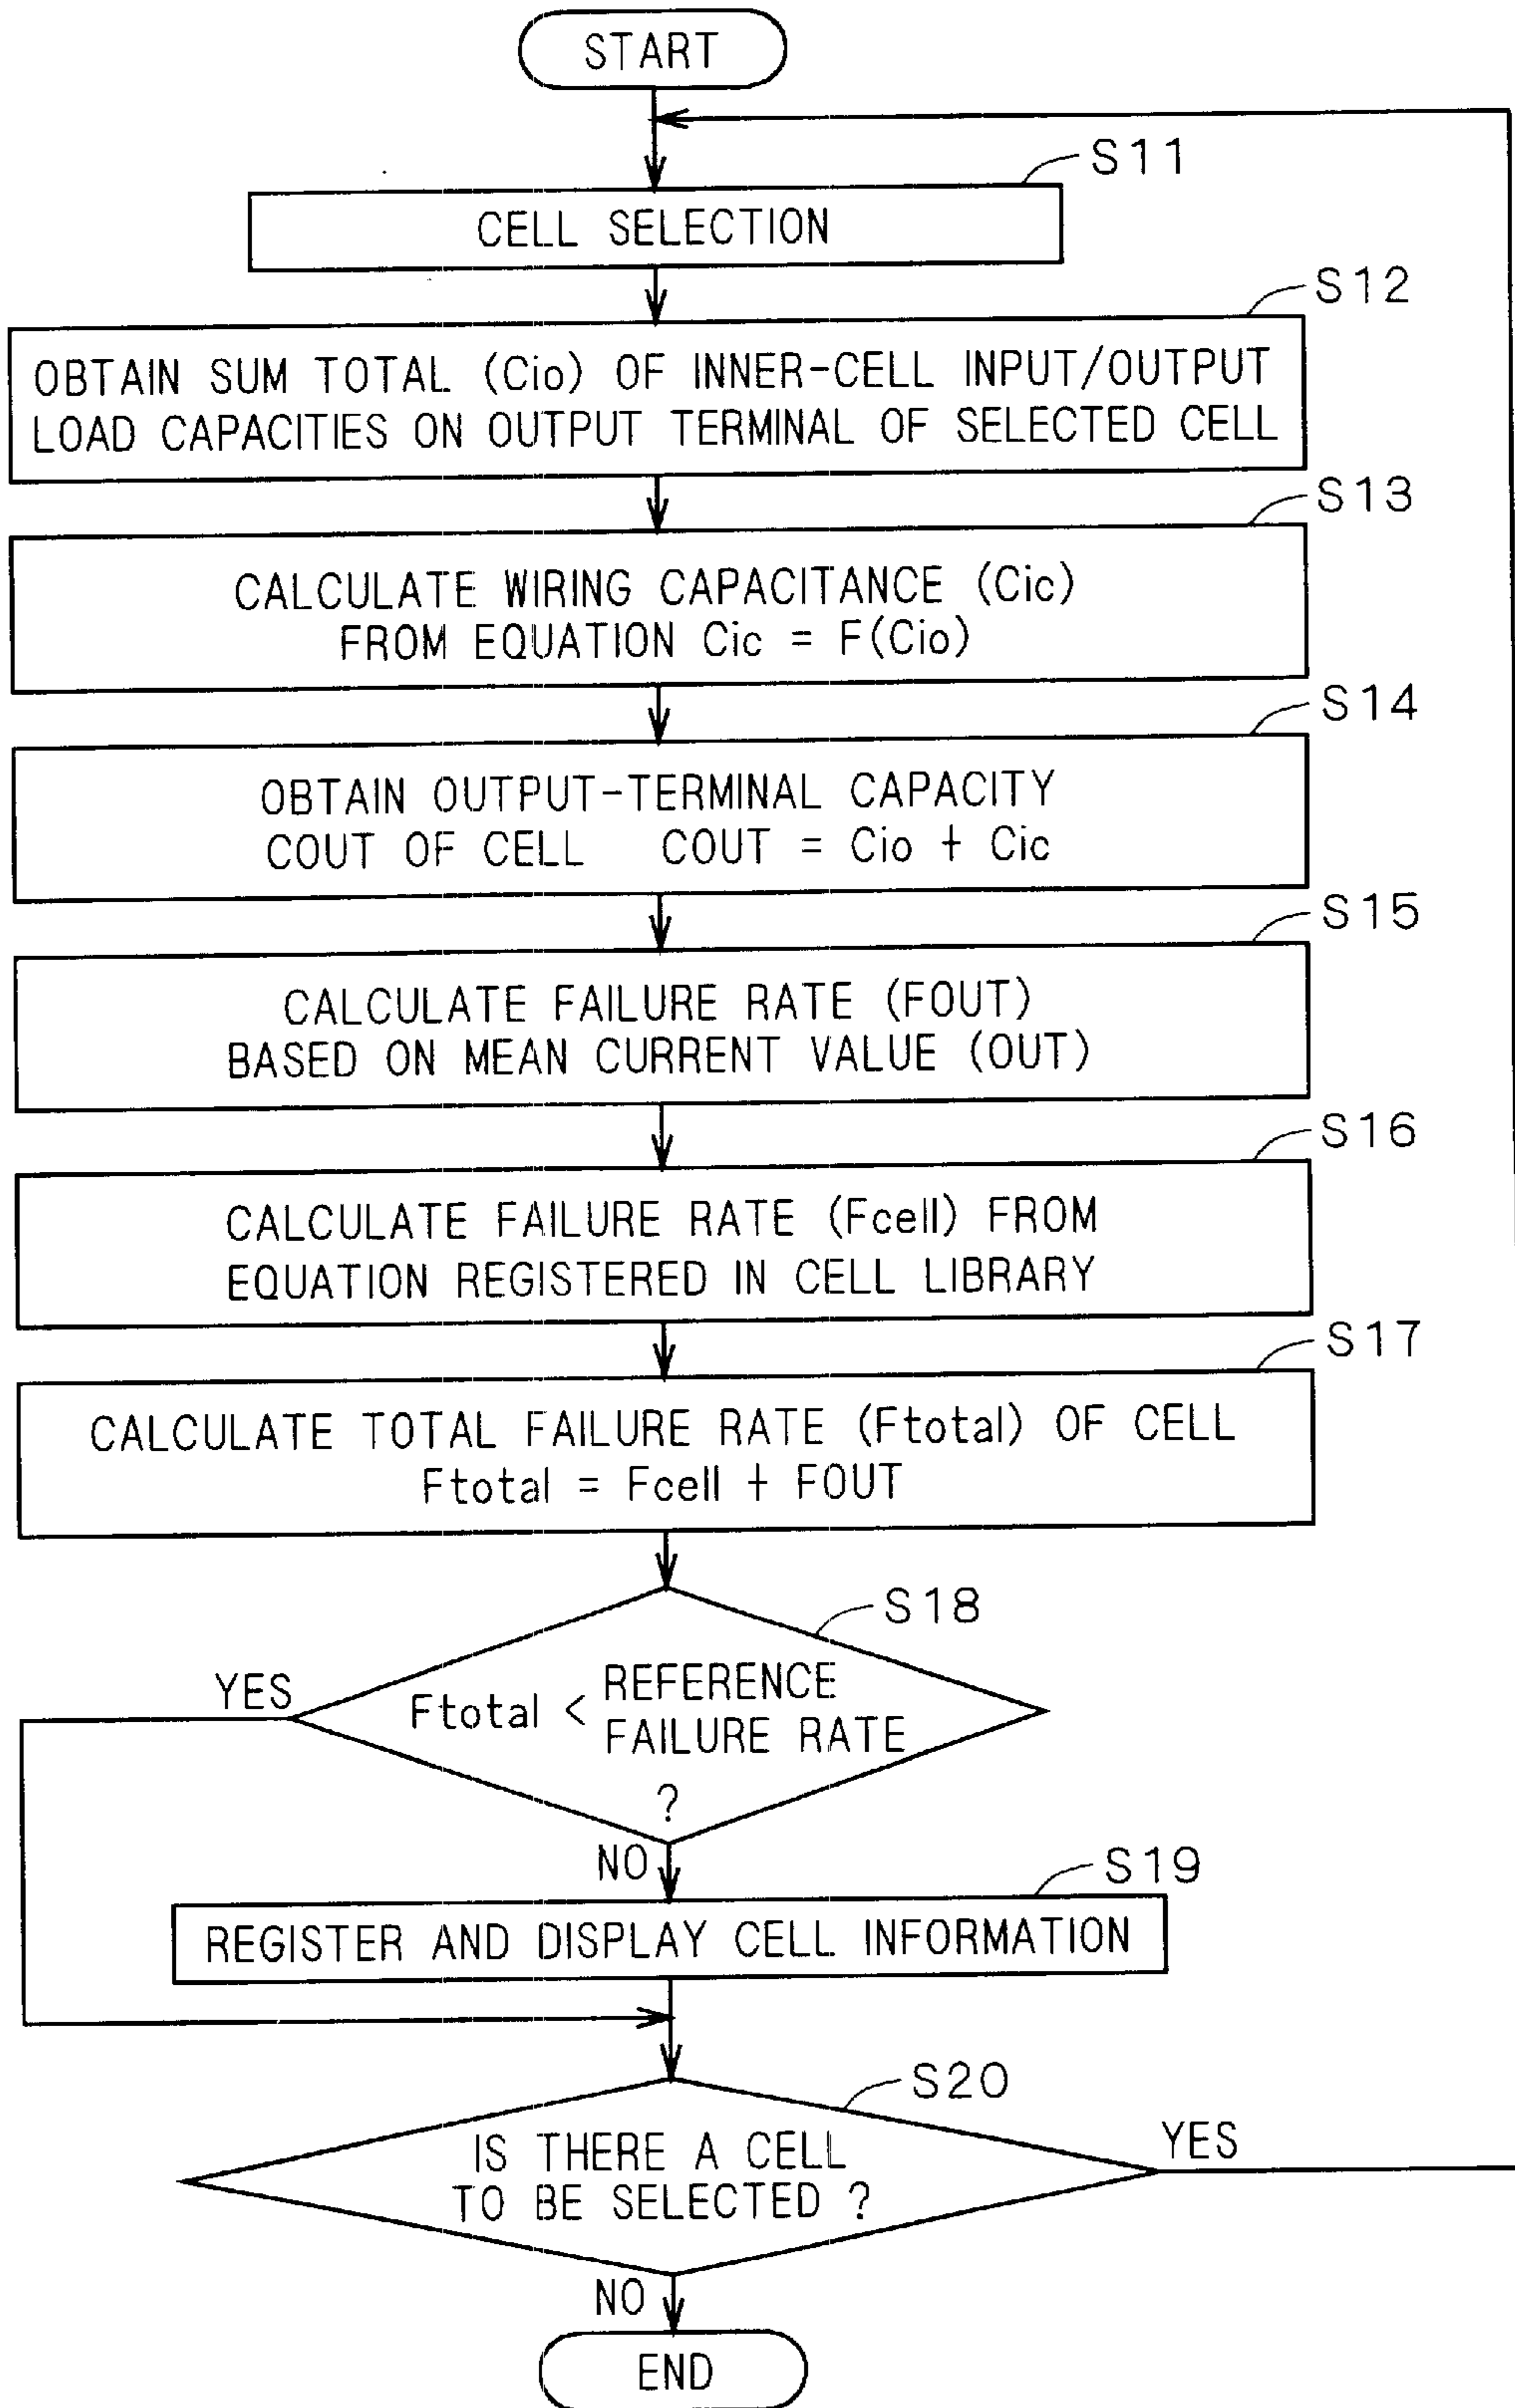 START
S11
CELL SELECTION
S12
OBTAIN SUM TOTAL (Cio) OF INNER-CELL INPUT/OUTPUT
LOAD CAPACITIES ON OUTPUT TERMINAL OF SELECTED CELL
S13
CALCULATE WIRING CAPACITANCE (Cic)
FROM EQUATION Cic = F(Cio)
S14
OBTAIN OUTPUT-TERMINAL CAPACITY
COUT OF CELL COUT = Cio + Cic
S15
CALCULATE FAILURE RATE (FOUT)
BASED ON MEAN CURRENT VALUE (OUT)
S16
CALCULATE FAILURE RATE (Fcell) FROM
EQUATION REGISTERED IN CELL LIBRARY
S17
CALCULATE TOTAL FAILURE RATE (Ftotal) OF CELL
Ftotal = Fcell + FOUT
S18
YES
Ftotal < REFERENCE
FAILURE RATE
?
NO
S19
REGISTER AND DISPLAY CELL INFORMATION
S20
IS THERE A CELL
TO BE SELECTED ?
YES
NO
END